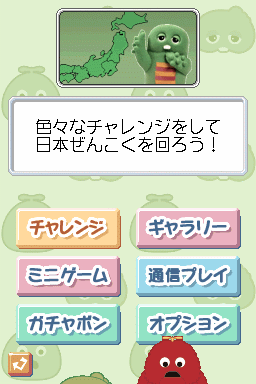 色々なチャレンジをして
日本ぜんこくを回ろう！
チャレンジ
ギャラリー
ミニゲーム
通信プレイ
ガチャポン
オプション